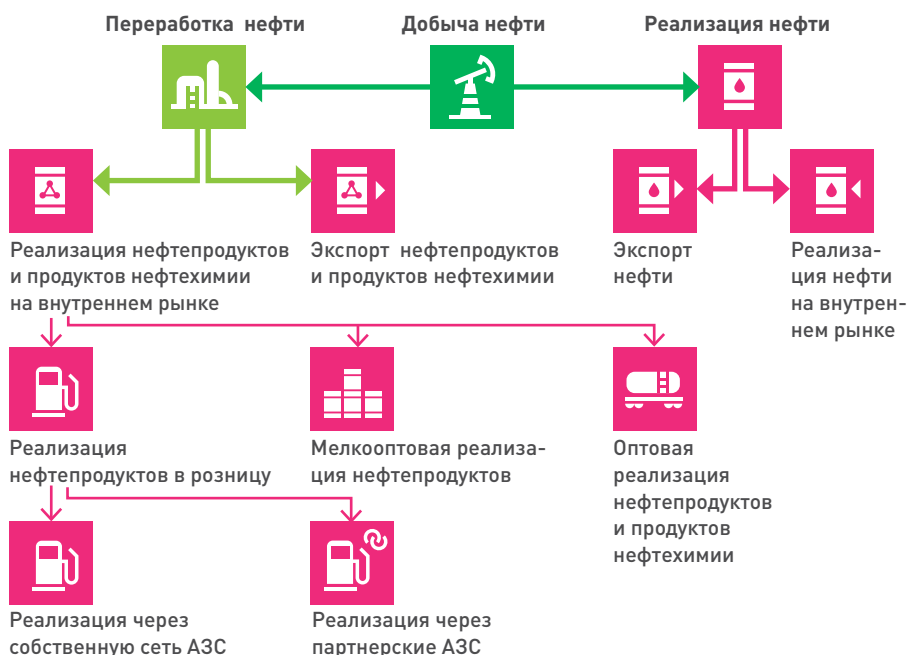 Переработка нефти
Добыча нефти
Реализация нефти
Реализация нефтепродуктов
и продуктов нефтехимии
на внутреннем рынке
Экспорт нефтепродуктов
и продуктов нефтехимии
Экспорт
нефти
Реализа-
ция нефти
на внутрен-
нем рынке
Реализация
нефтепродуктов в розницу
Мелкооптовая реализа-
ция нефтепродуктов
Оптовая
реализация
нефтепродуктов
и продуктов
нефтехимии
Реализация через
собственную сеть АЗС
Реализация через
партнерские АЗС